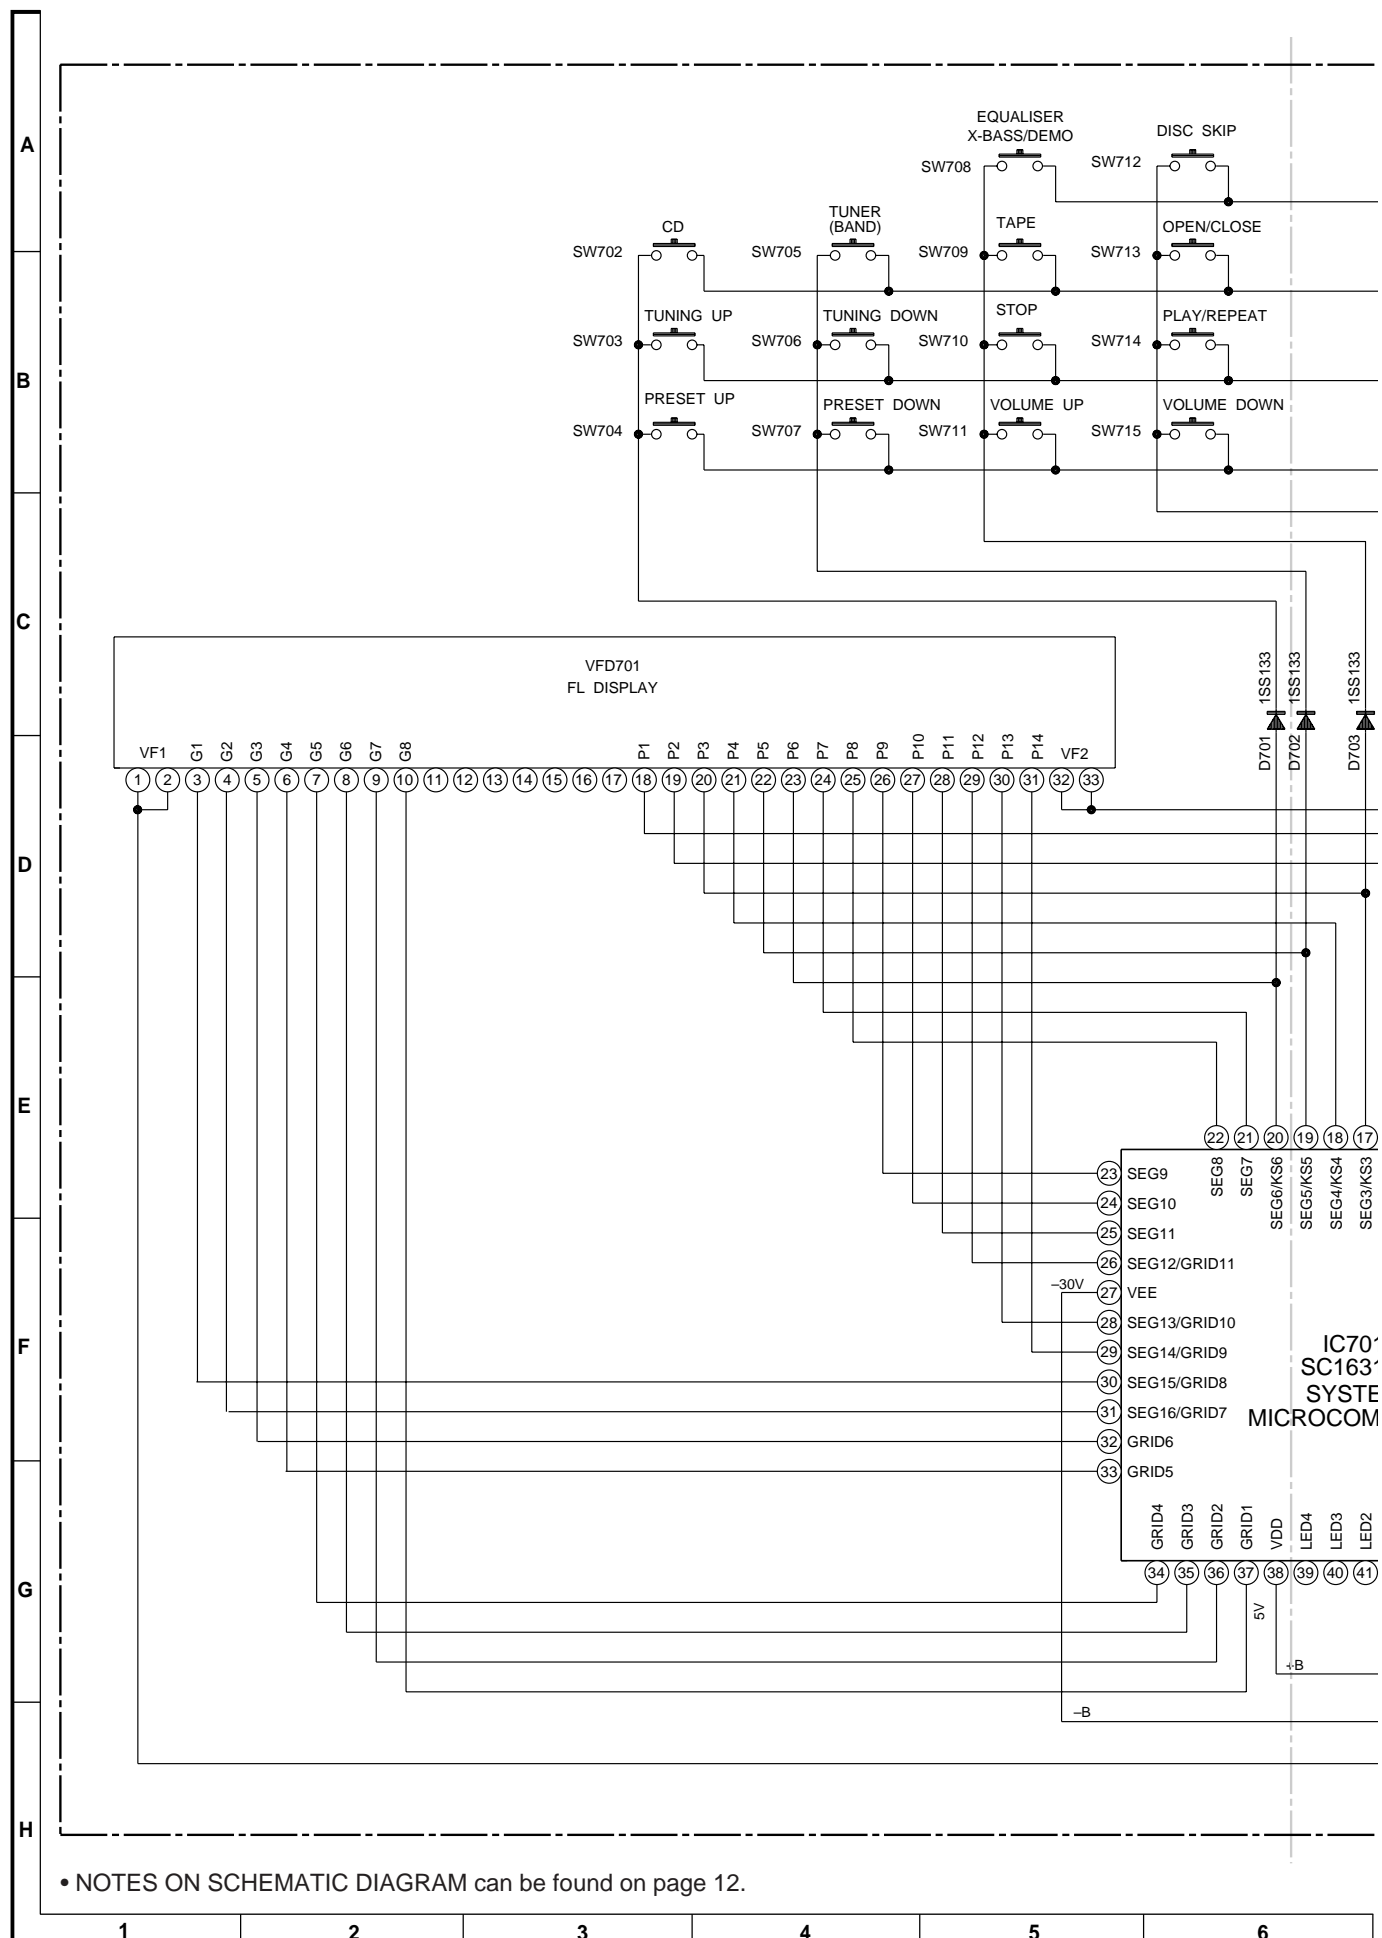 A
B
C
D
E
F
G
H
EQUALISER
X-BASS/DEMO
DISC SKIP
SW708
SW712
CD
TUNER
(BAND)
TAPE
OPEN/CLOSE
SW702
SW705
SW709
SW713
TUNING UP
TUNING DOWN
STOP
PLAY/REPEAT
SW703
SW706
SW710
SW714
PRESET UP
PRESET DOWN
VOLUME UP
VOLUME DOWN
SW704
SW707
SW711
SW715
VFD701
FL DISPLAY
1SS133
1SS133
1SS133
D701
D702
D703
VF1 G1 G2 G3 G4 G5 G6 G7 G8 P1 P2 P3 P4 P5 P6 P7 P8 P9 P10 P11 P12 P13 P14 VF2
1 2 3 4 5 6 7 8 9 10 11 12 13 14 15 16 17 18 19 20 21 22 23 24 25 26 27 28 29 30 31 32 33
22 21 20 19 18 17
SEG8 SEG7 SEG6/KS6 SEG5/KS5 SEG4/KS4 SEG3/KS3
23 SEG9
24 SEG10
25 SEG11
26 SEG12/GRID11
–30V
27 VEE
28 SEG13/GRID10
29 SEG14/GRID9
30 SEG15/GRID8
31 SEG16/GRID7
32 GRID6
33 GRID5
IC701
SC1631
SYSTE
MICROCOM
GRID4 GRID3 GRID2 GRID1 VDD LED4 LED3 LED2
34 35 36 37 38 39 40 41
5V
+B
–B
• NOTES ON SCHEMATIC DIAGRAM can be found on page 12.
1 2 3 4 5 6